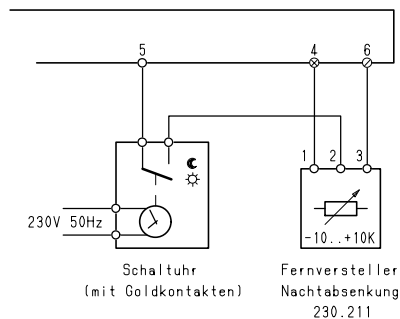 5 4 6
1 2 3
230V 50Hz
-10..+10K
Schaltuhr
(mit Goldkontakten)
Fernversteller
Nachtabsenkung
230.211